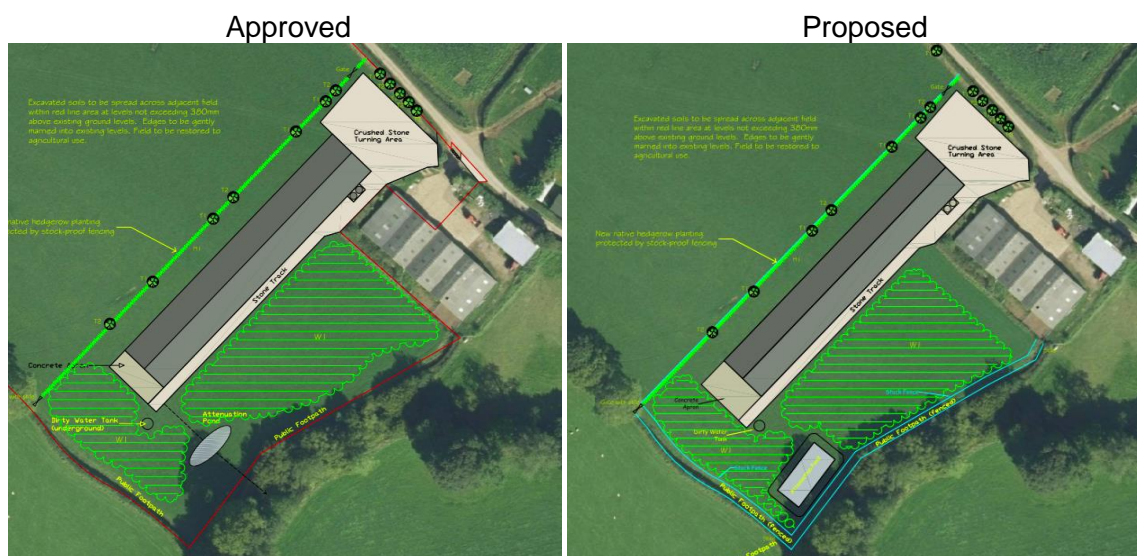 Approved
Proposed
Excavated soils to be spread across adjacent field
within red line area at levels not exceeding 380mm
above existing ground levels. Edges to be gently
married into existing levels. Field to be restored to
agricultural use.
Gate
Crushed Stone
Turning Area
native hedgerow planting
protected by stock-proof fencing
H1
Stone Track
W1
T2
Concrete
Dirty Water Tank
(underground)
W1
Attenuation
Pond
Public Footpath
Public Footpath
Excavated soils to be spread across adjacent field
within red line area at levels not exceeding 380mm
above existing ground levels. Edges to be gently
married into existing levels. Field to be restored to
agricultural use.
Gate
Crushed Stone
Turning Area
New native hedgerow planting
protected by stock-proof fencing
H1
Stone Track
W1
Concrete
Apron
Dirty Water
Tank
W1
Stock Fence
Stock Fence
Public Footpath (Fenced)
Public Footpath (Fenced)
Footpath